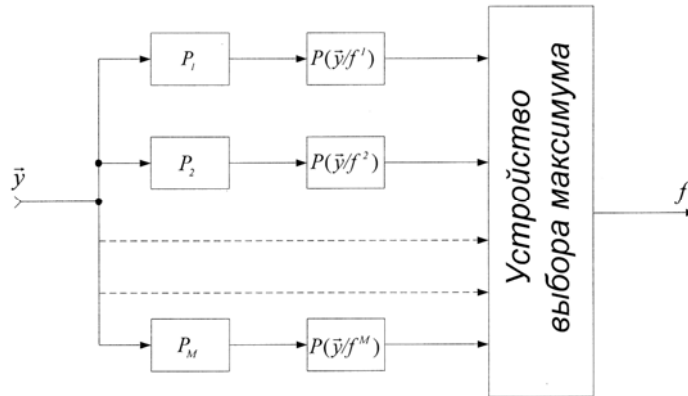 P₁
P(y⃗/f¹)
P₂
P(y⃗/f²)
y⃗
P_M
P(y⃗/f^M)
Устройство
выбора максимума
f